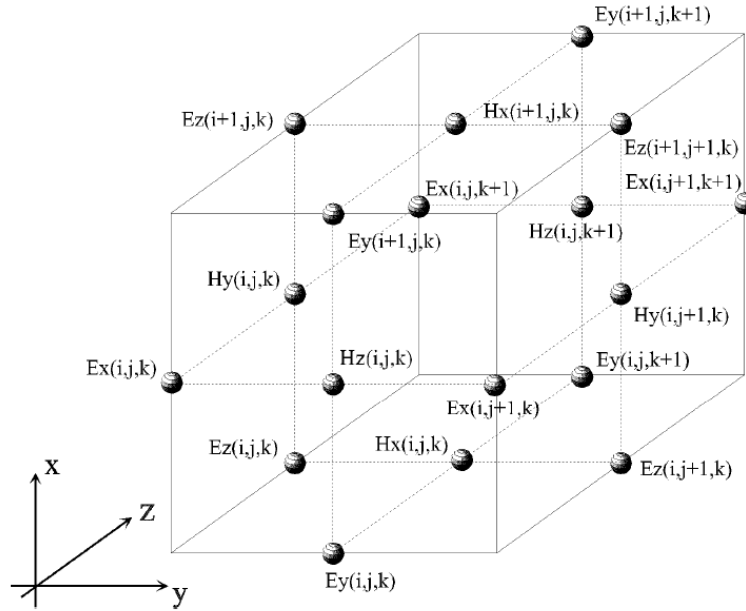 Ey(i+1,j,k+1)
Ez(i+1,j,k)
Hx(i+1,j,k)
Ez(i+1,j+1,k)
Ex(i,j,k+1)
Ex(i,j+1,k+1)
Ey(i+1,j,k)
Hz(i,j,k+1)
Hy(i,j,k)
Hy(i,j+1,k)
Ex(i,j,k)
Hz(i,j,k)
Ey(i,j,k+1)
Ex(i,j+1,k)
Ez(i,j,k)
Hx(i,j,k)
Ez(i,j+1,k)
x
z
y
Ey(i,j,k)